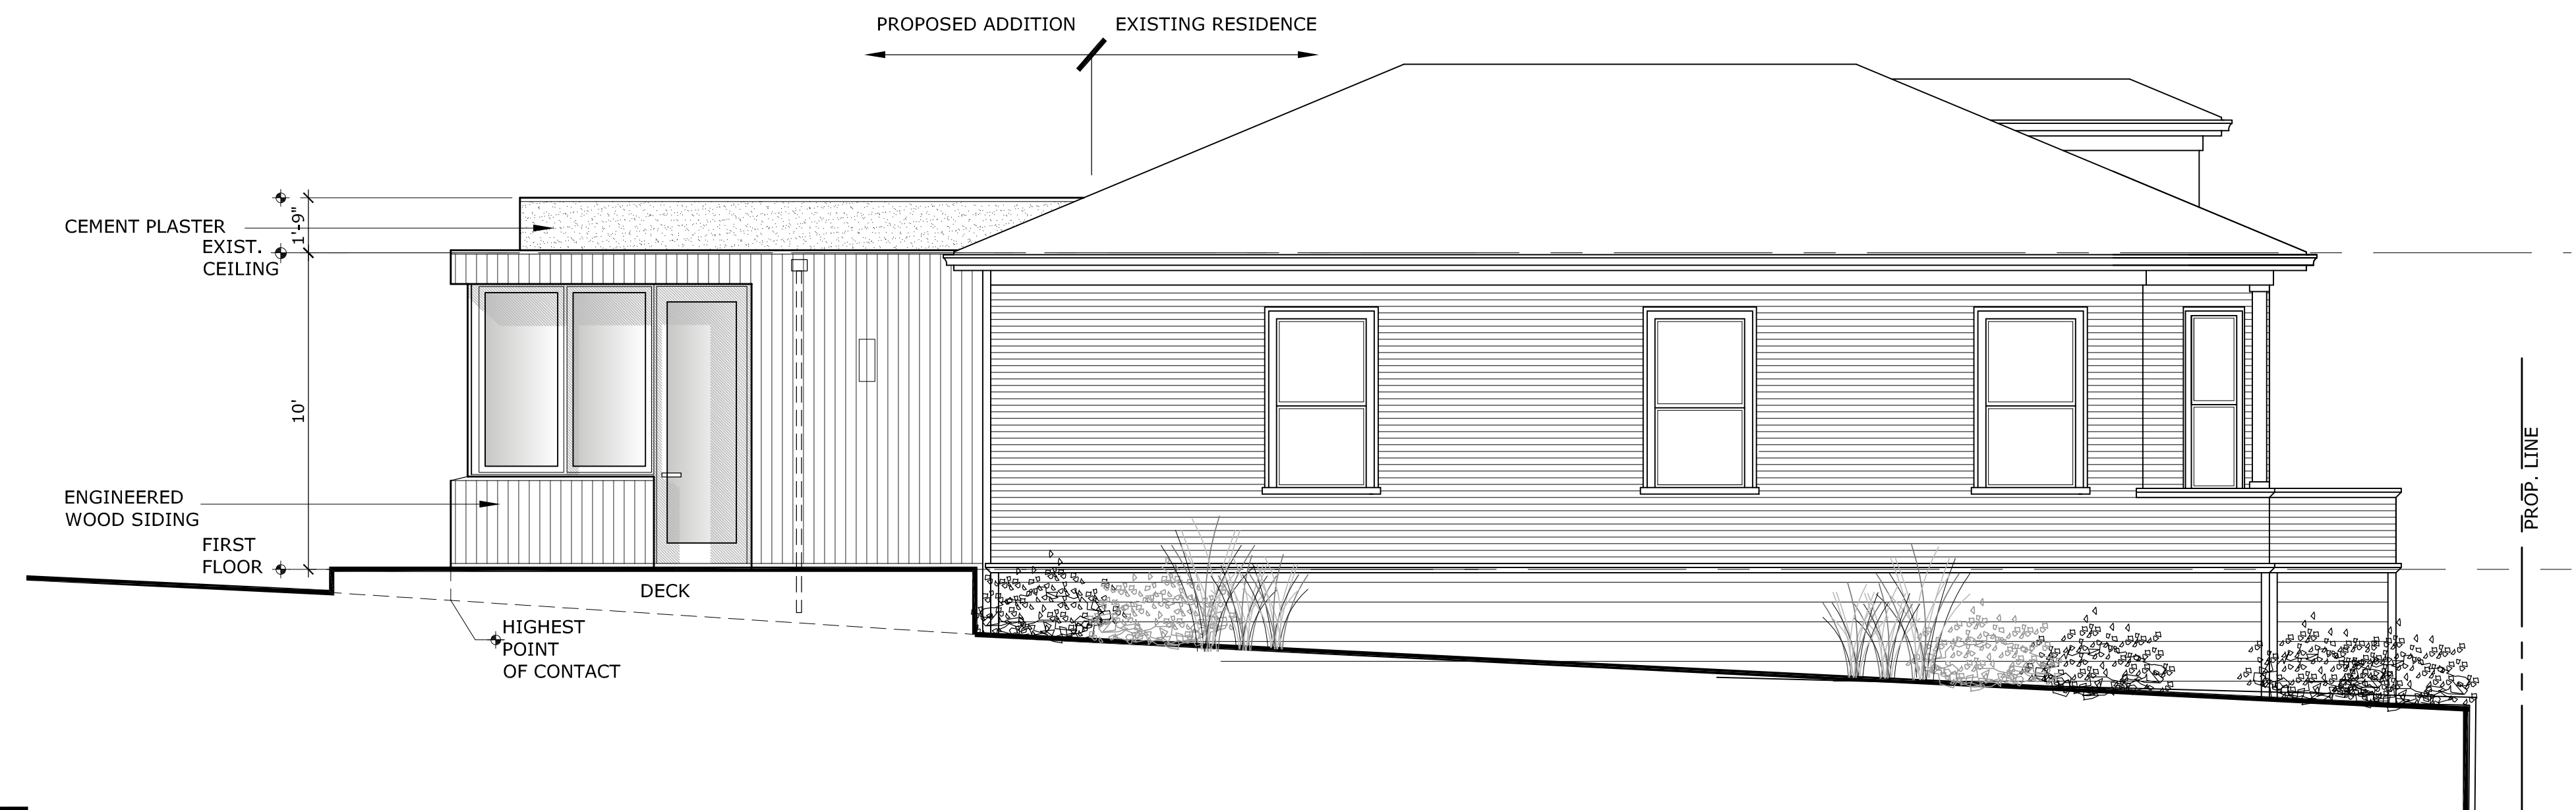 PROPOSED ADDITION
EXISTING RESIDENCE
1'-9"
CEMENT PLASTER
EXIST.
CEILING
10'
ENGINEERED
WOOD SIDING
FIRST
FLOOR
DECK
HIGHEST
POINT
OF CONTACT
PROP. LINE